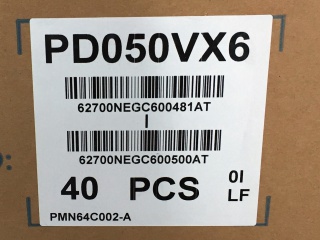 PD050VX6
62700NEGC600481AT
I
62700NEGC600500AT
40 PCS 0I
LF
PMN64C002-A